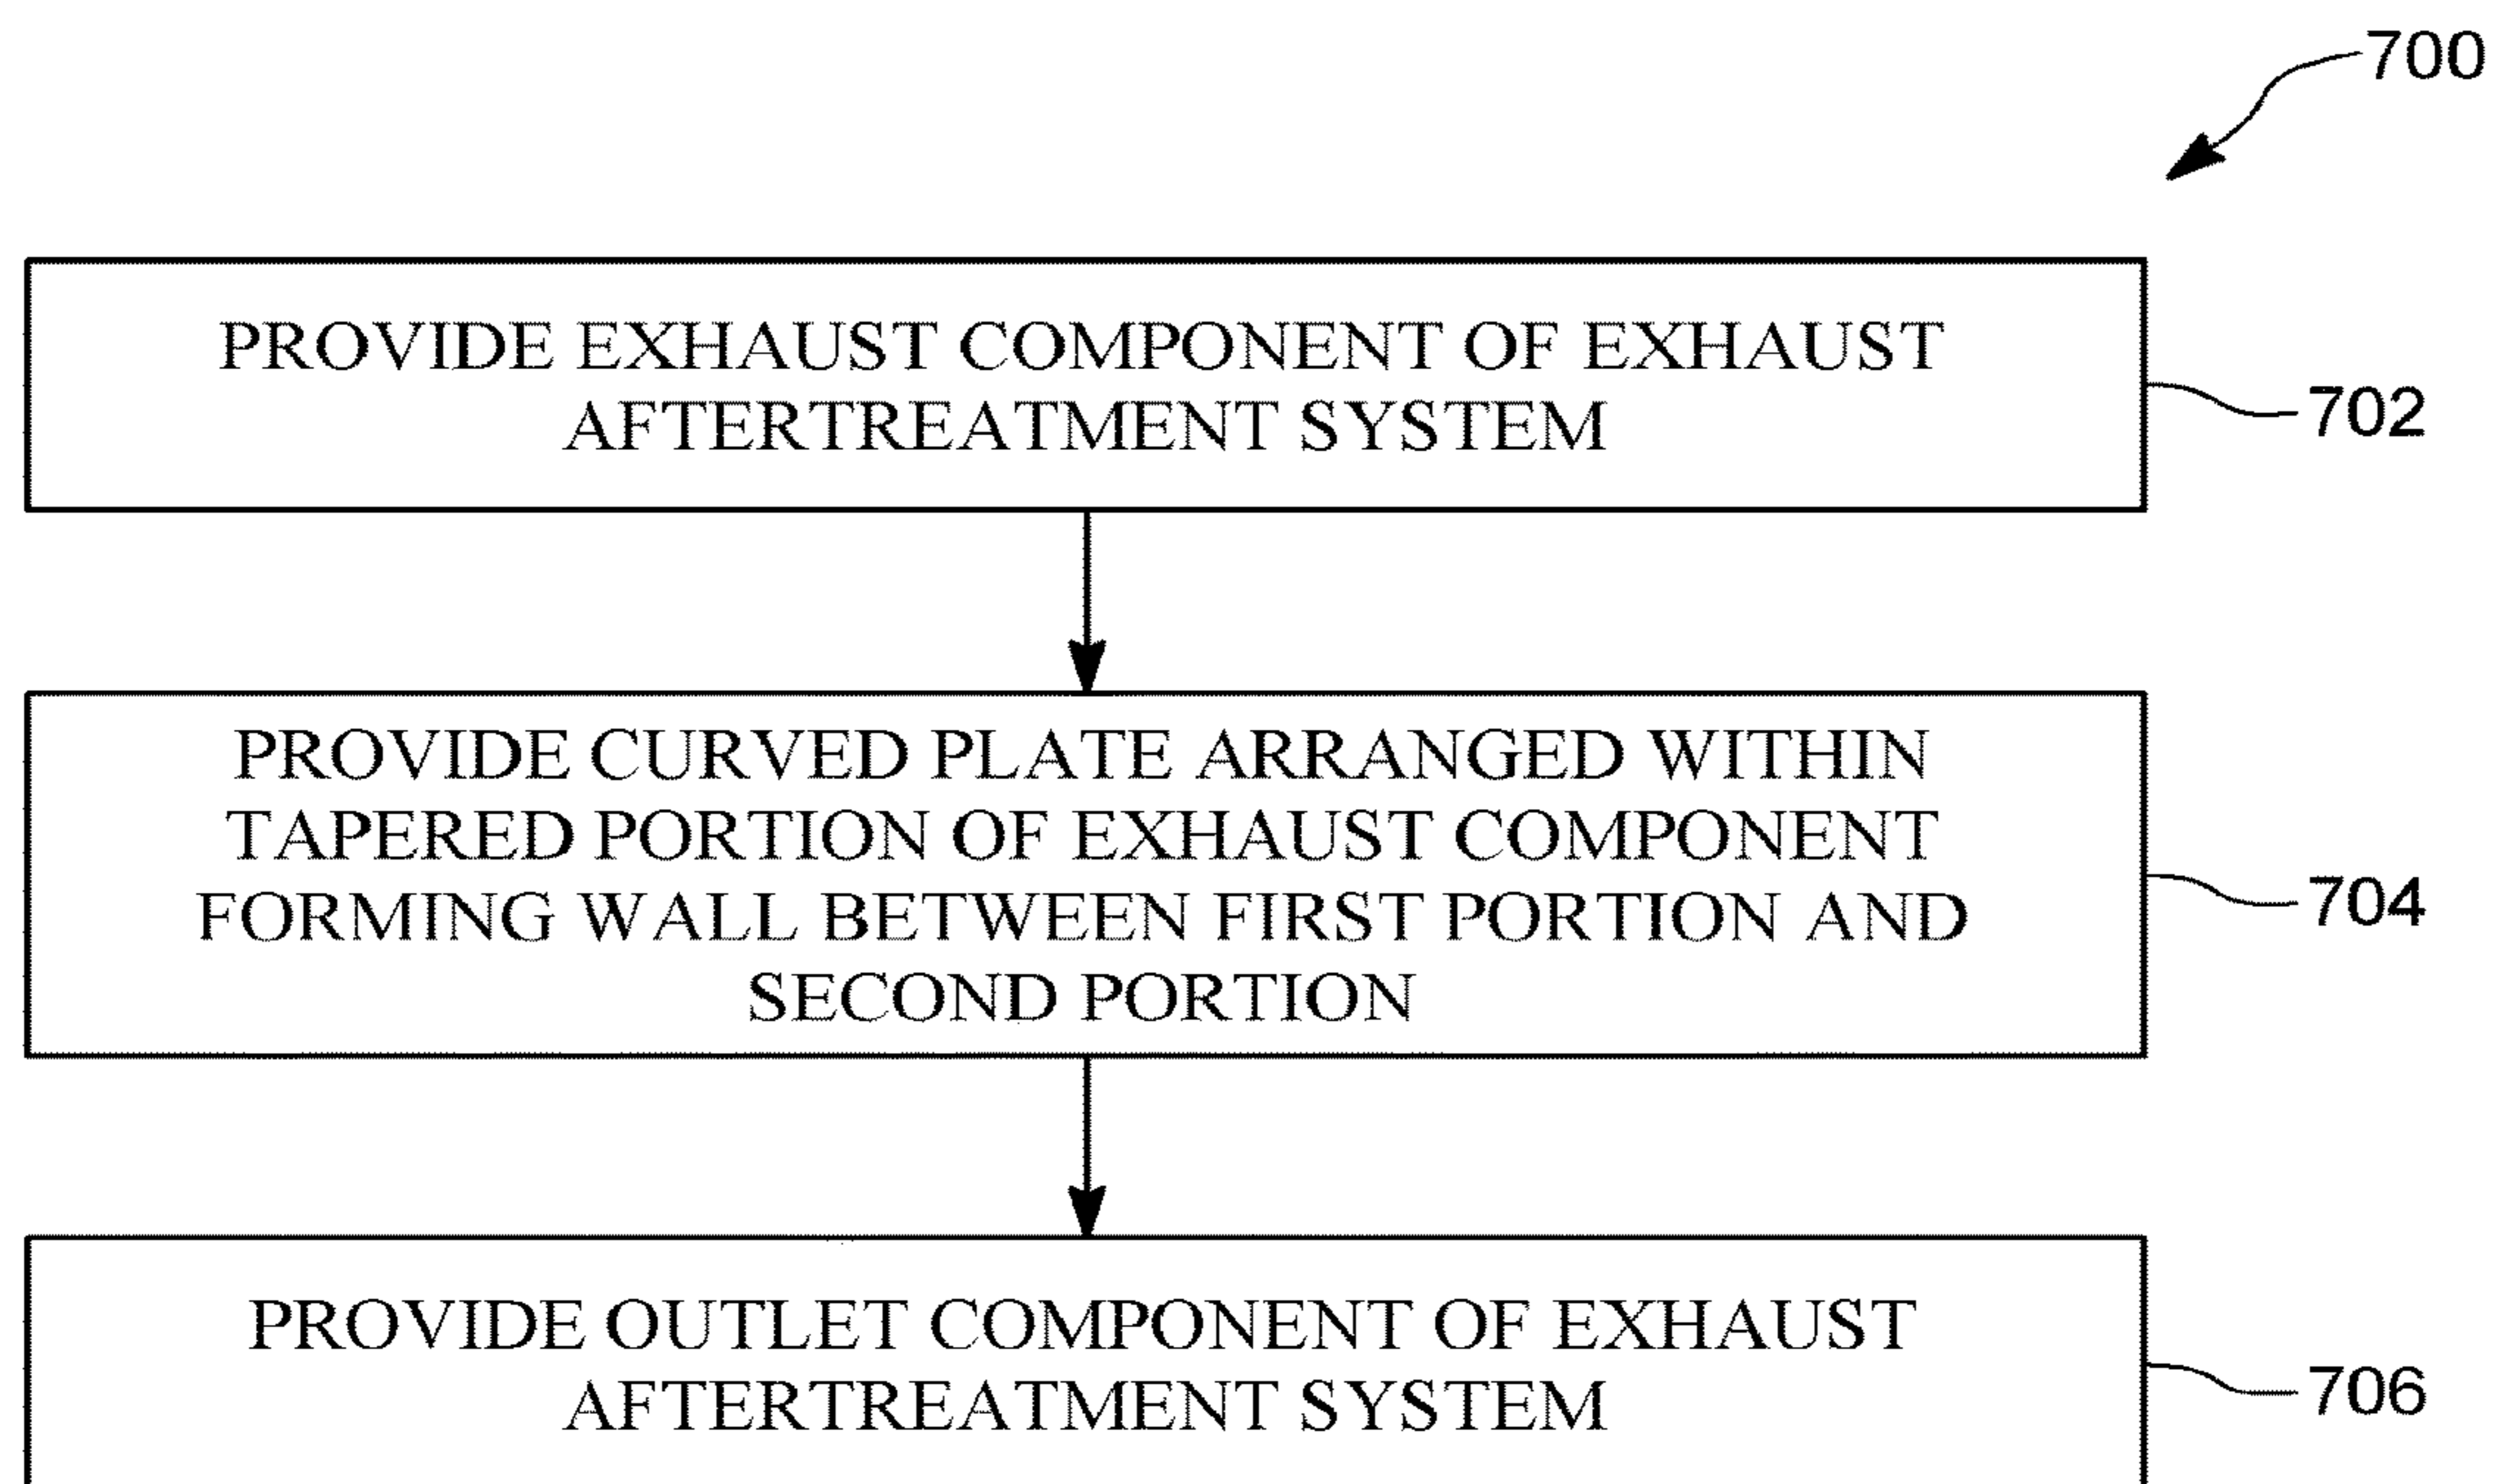 700
PROVIDE EXHAUST COMPONENT OF EXHAUST
AFTERTREATMENT SYSTEM
702
PROVIDE CURVED PLATE ARRANGED WITHIN
TAPERED PORTION OF EXHAUST COMPONENT
FORMING WALL BETWEEN FIRST PORTION AND
SECOND PORTION
704
PROVIDE OUTLET COMPONENT OF EXHAUST
AFTERTREATMENT SYSTEM
706